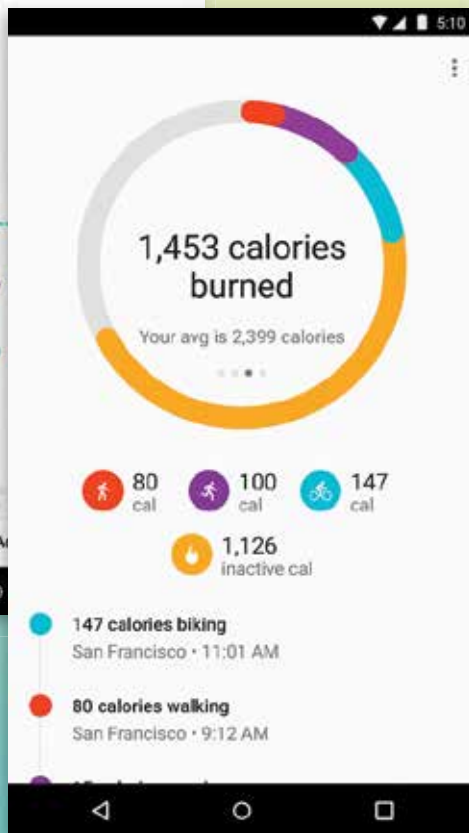 5:10
1,453 calories
burned
Your avg is 2,399 calories
80
cal
100
cal
147
cal
1,126
inactive cal
147 calories biking
San Francisco • 11:01 AM
80 calories walking
San Francisco • 9:12 AM